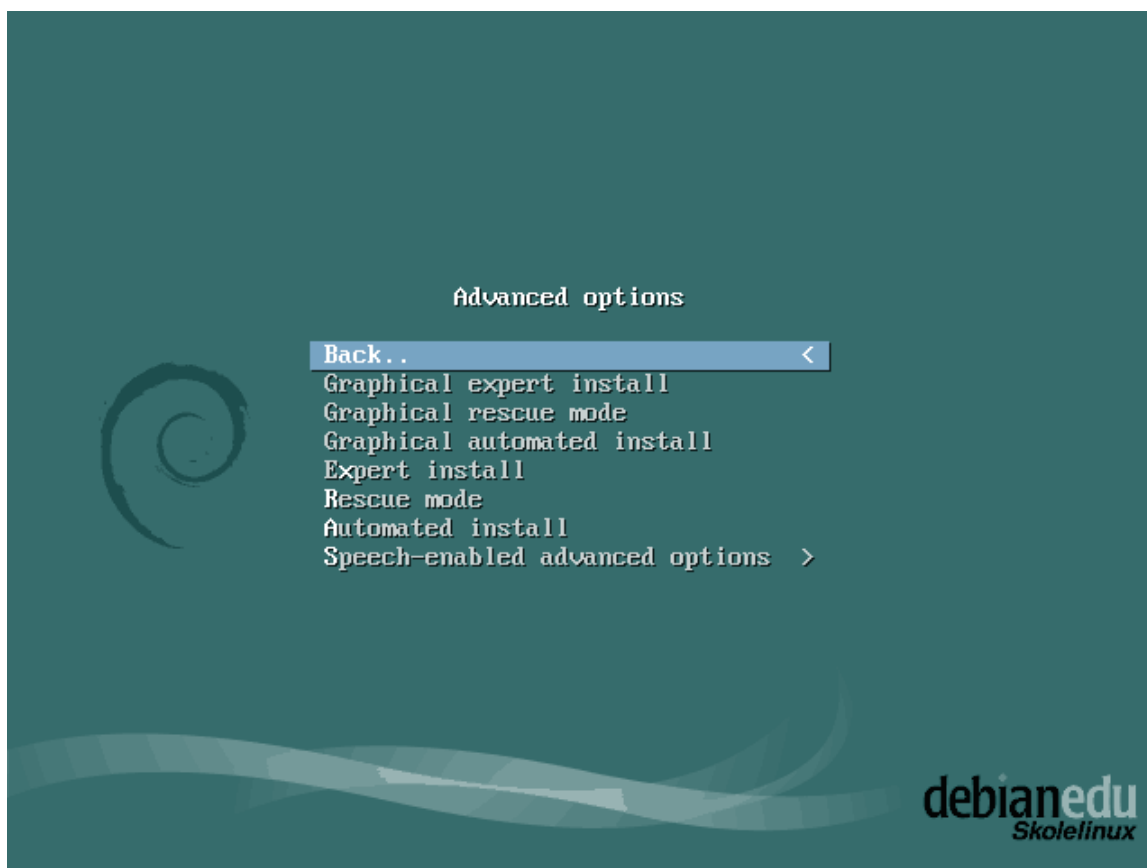 Advanced options
Back.. <
Graphical expert install
Graphical rescue mode
Graphical automated install
Expert install
Rescue mode
Automated install
Speech-enabled advanced options >
debianedu
Skolelinux